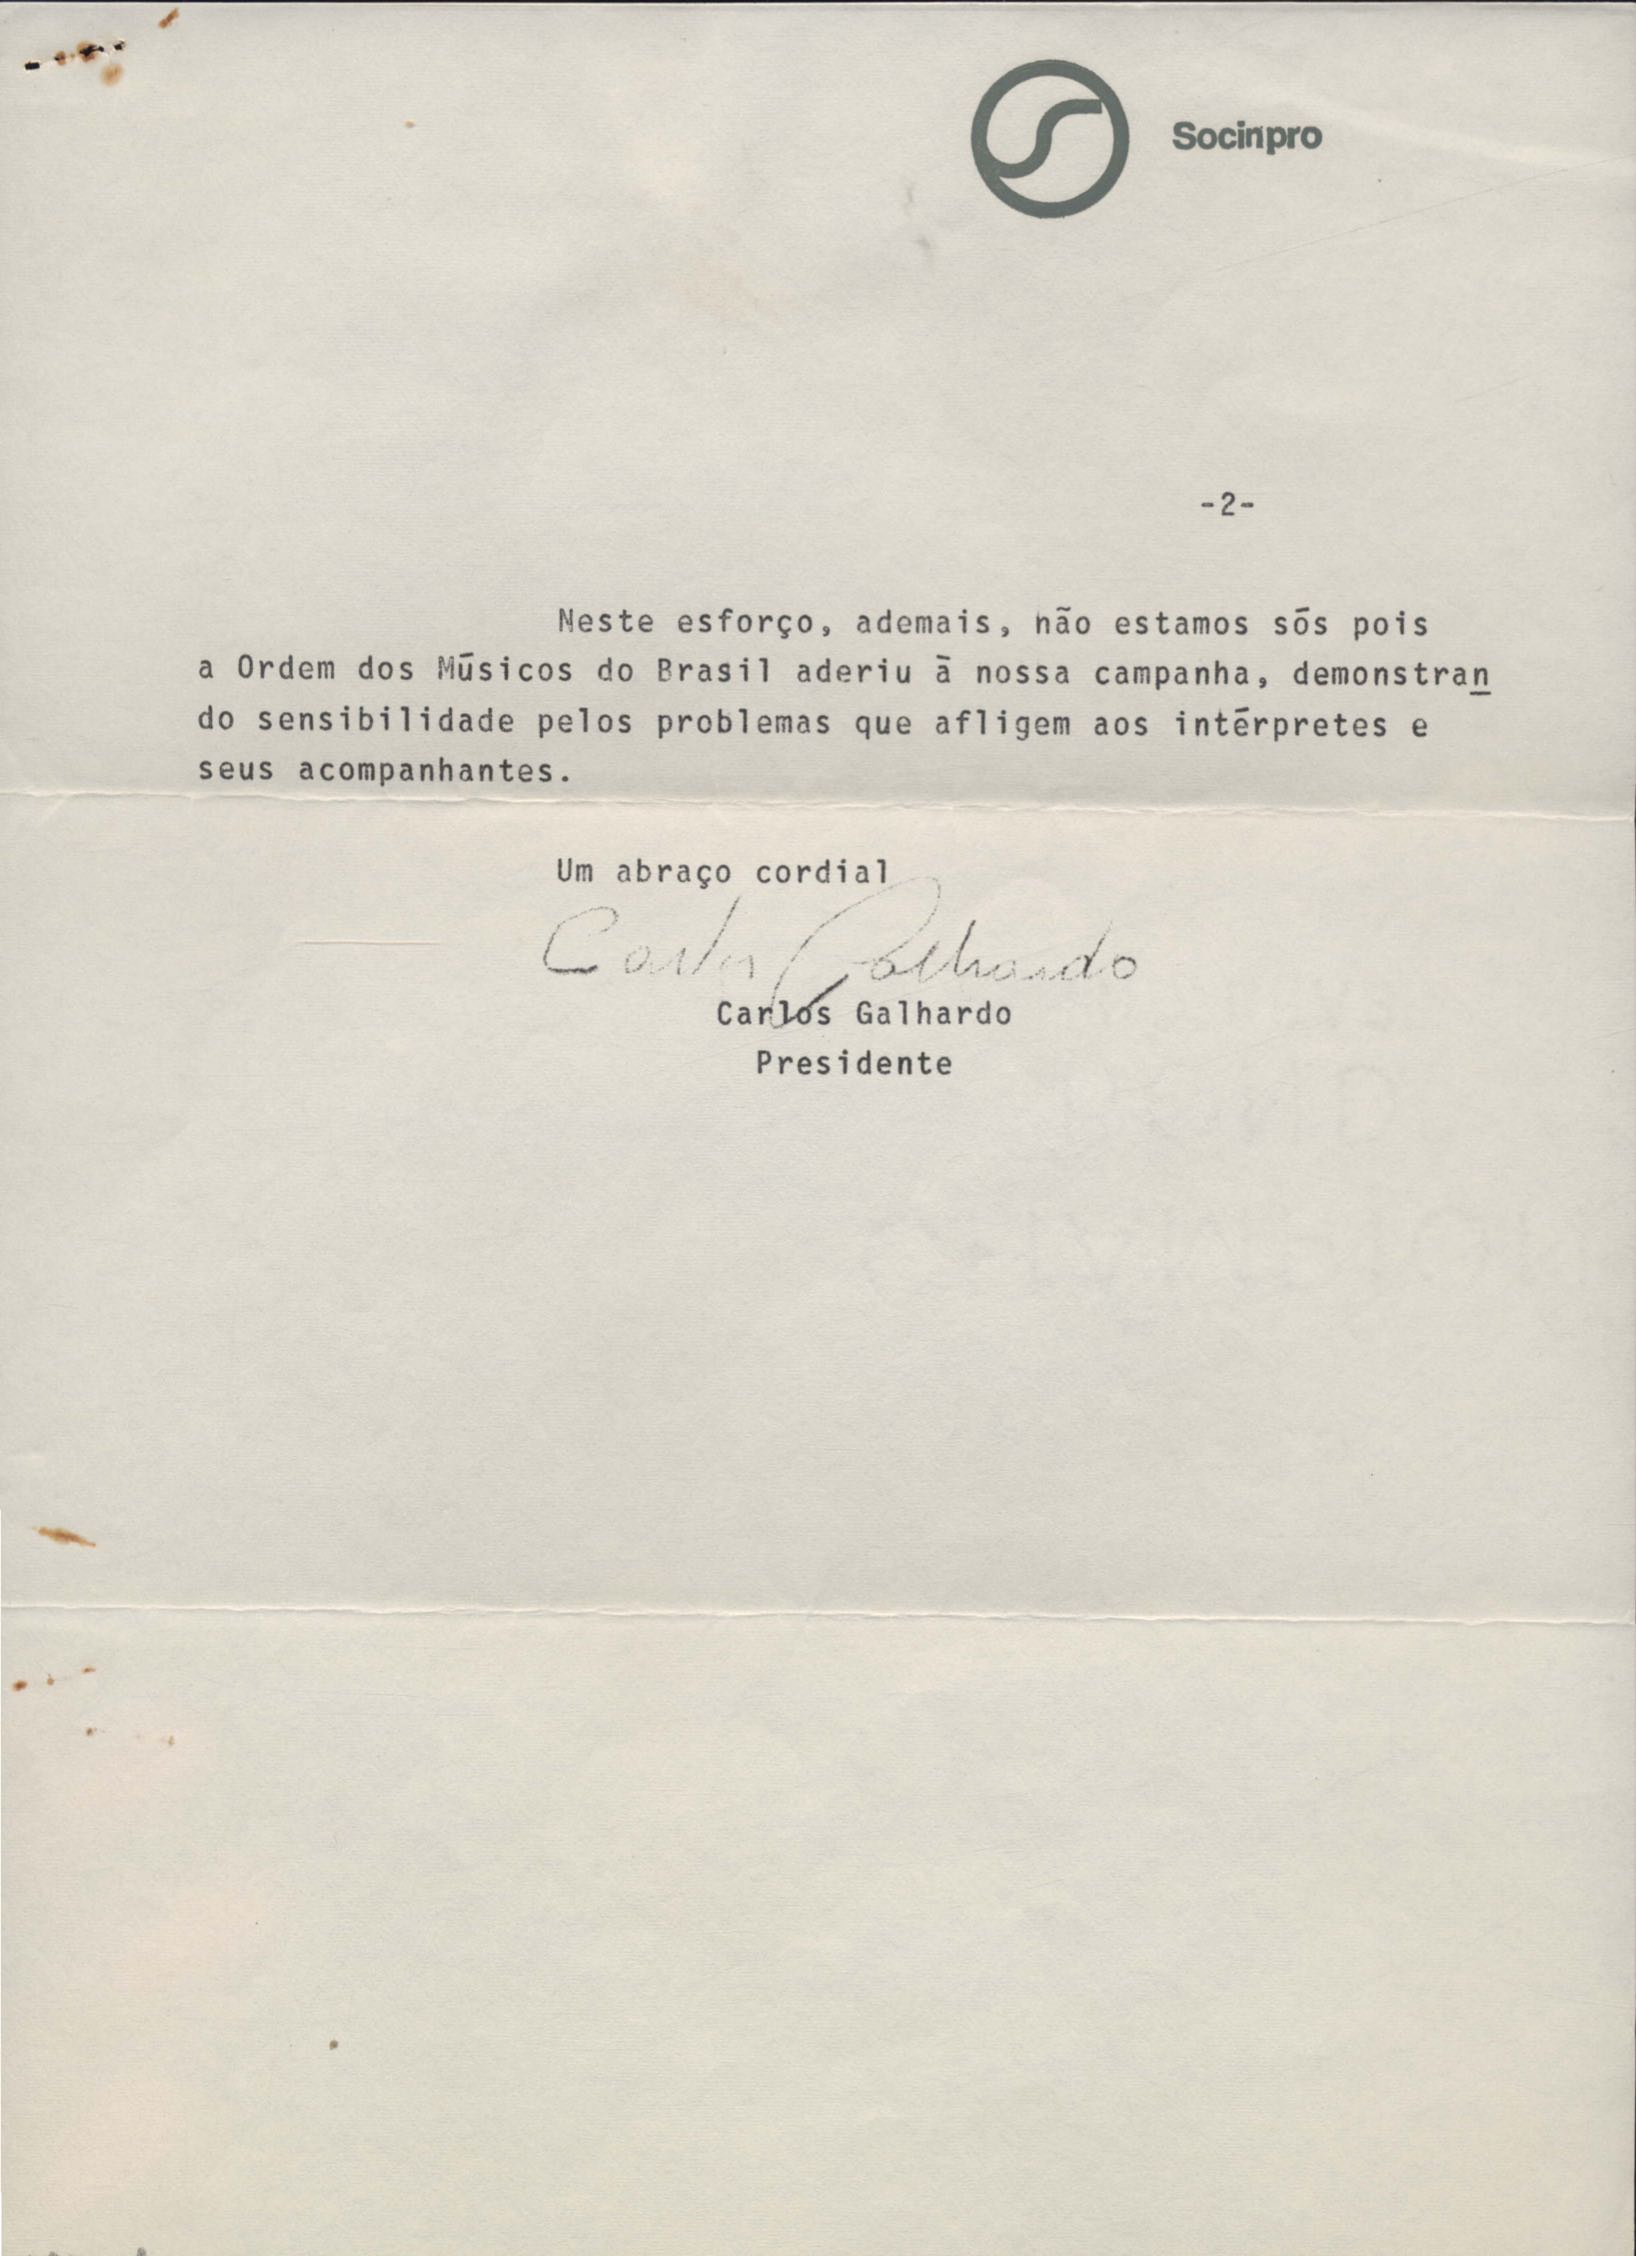 Socinpro
-2-
Neste esforço, ademais, não estamos sós pois
a Ordem dos Músicos do Brasil aderiu à nossa campanha, demonstran
do sensibilidade pelos problemas que afligem aos intérpretes e
seus acompanhantes.
Um abraço cordial
Carlos Galhardo
Carlos Galhardo
Presidente